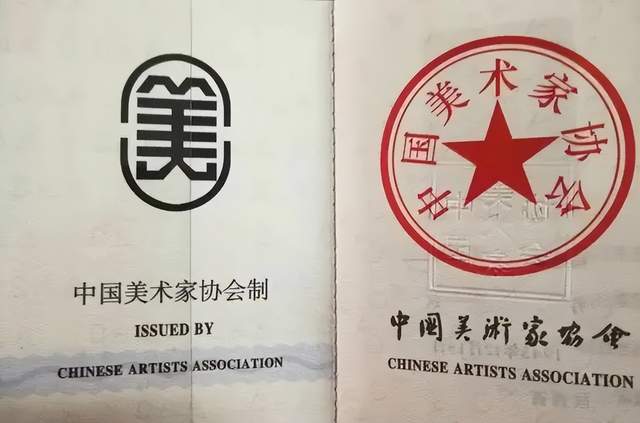 美
中国美术家协会制
ISSUED BY
CHINESE ARTISTS ASSOCIATION
中国美术家协会
中国美術家協會
CHINESE ARTISTS ASSOCIATION